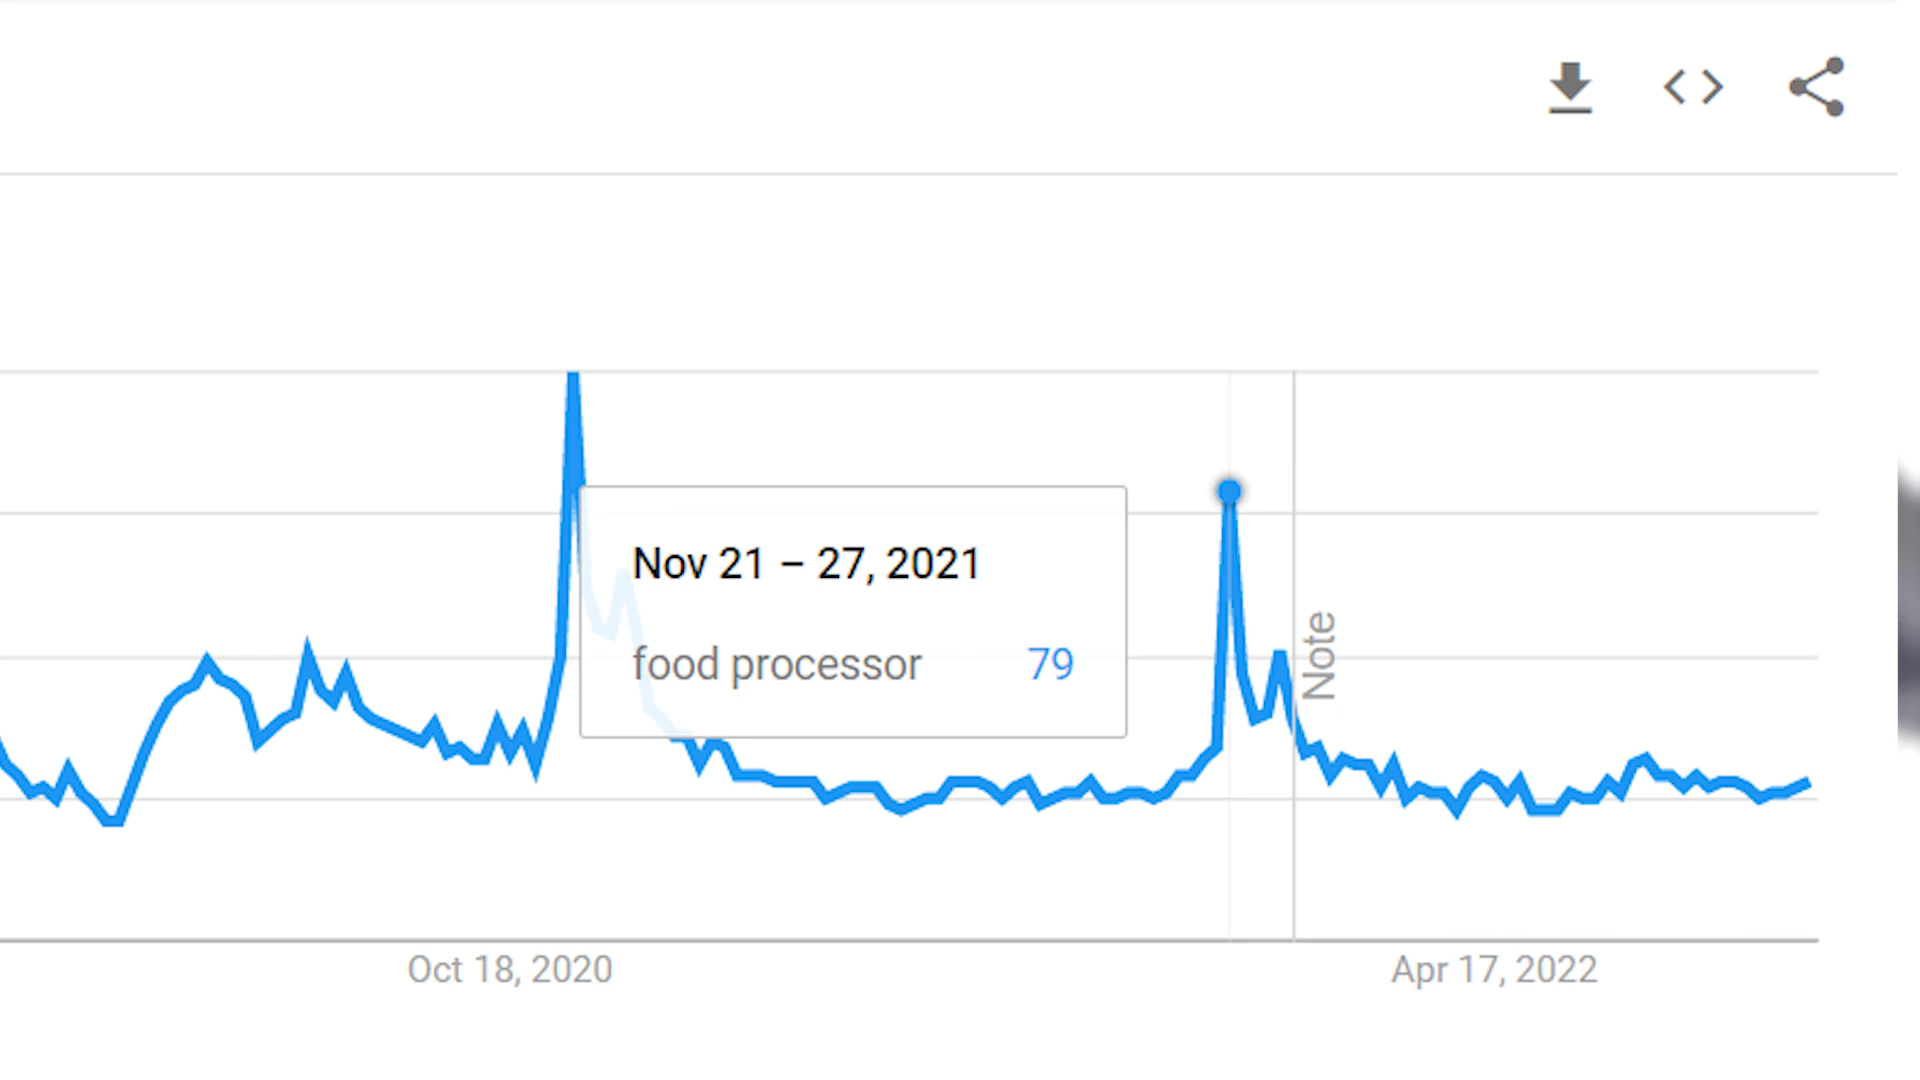 Nov 21 – 27, 2021
food processor 79
Note
Oct 18, 2020
Apr 17, 2022